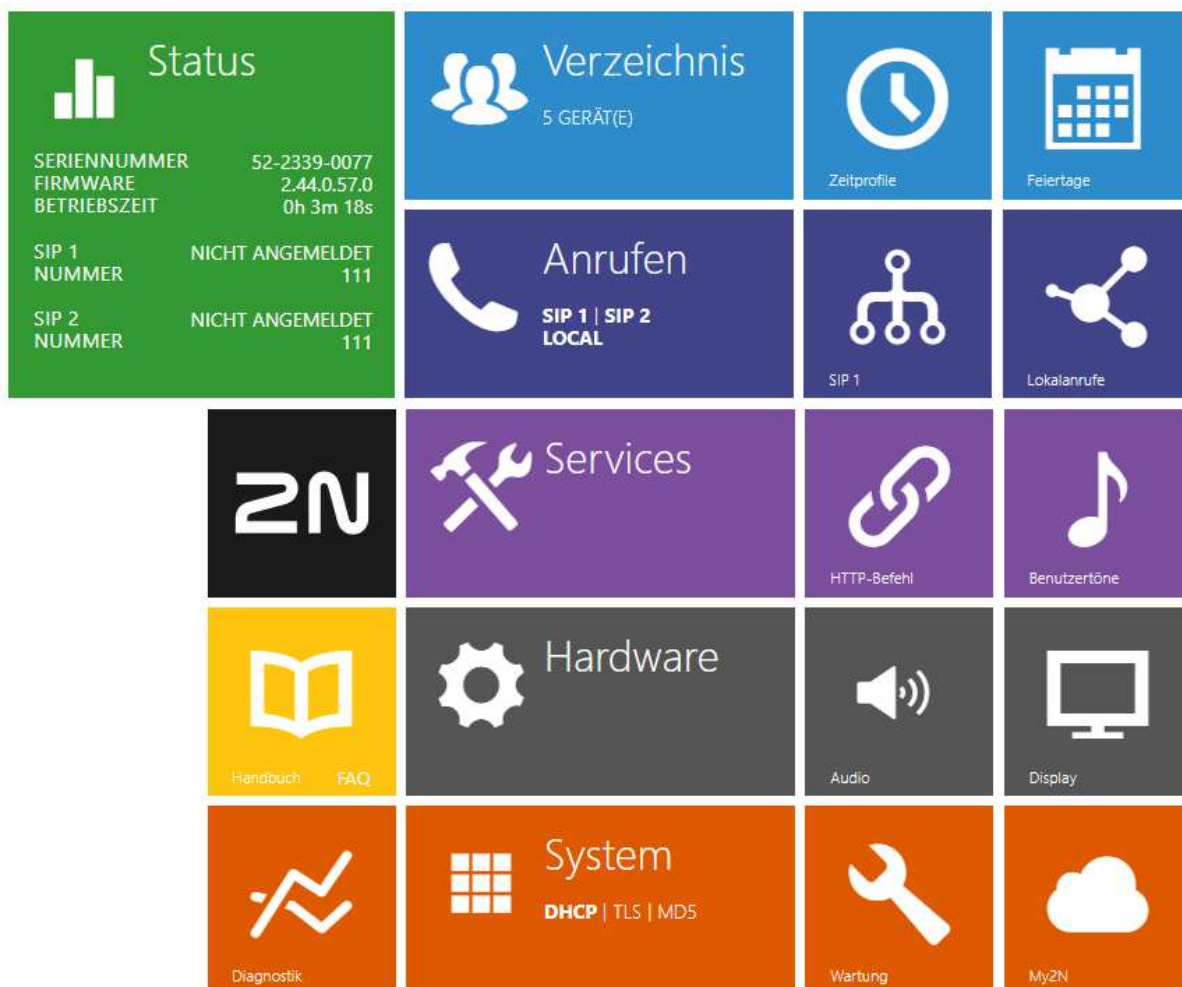 Status
SERIENNUMMER 52-2339-0077
FIRMWARE 2.44.0.57.0
BETRIEBSZEIT 0h 3m 18s
SIP 1 NICHT ANGEMELDET
NUMMER 111
SIP 2 NICHT ANGEMELDET
NUMMER 111
Verzeichnis
5 GERÄT(E)
Zeitprofile
Feiertage
Anrufen
SIP 1 | SIP 2
LOCAL
SIP 1
Lokalanrufe
2N
Services
HTTP-Befehl
Benutzertöne
Handbuch FAQ
Hardware
Audio
Display
Diagnostik
System
DHCP | TLS | MD5
Wartung
My2N